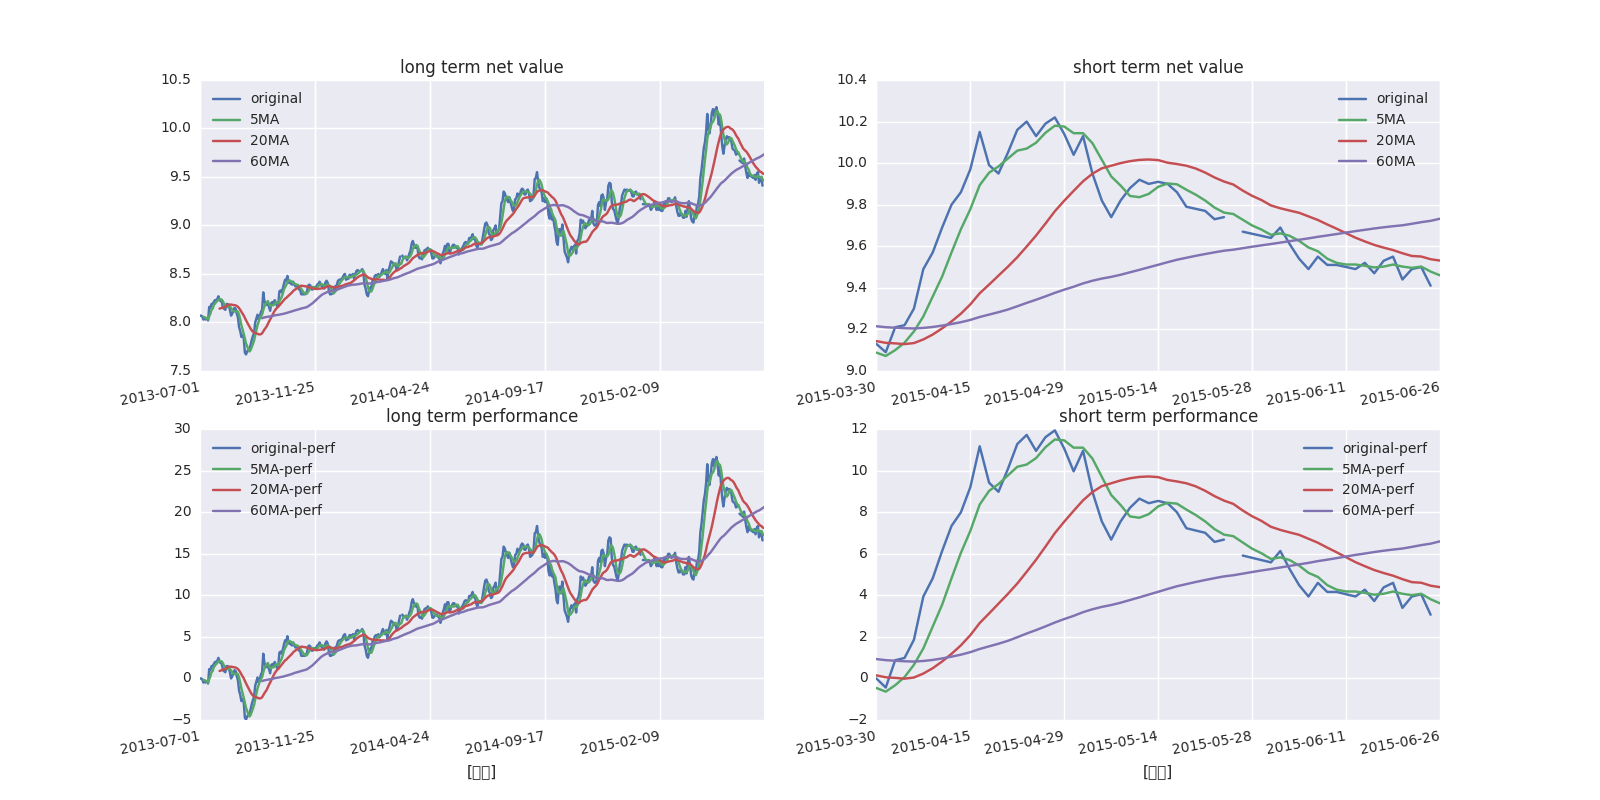 long term net value
10.5
10.0
9.5
9.0
8.5
8.0
7.5
original
5MA
20MA
60MA
2013-07-01
2013-11-25
2014-04-24
2014-09-17
2015-02-09
short term net value
10.4
10.2
10.0
9.8
9.6
9.4
9.2
9.0
original
5MA
20MA
60MA
2015-03-30
2015-04-15
2015-04-29
2015-05-14
2015-05-28
2015-06-11
2015-06-26
long term performance
30
25
20
15
10
5
0
−5
original-perf
5MA-perf
20MA-perf
60MA-perf
2013-07-01
2013-11-25
2014-04-24
2014-09-17
2015-02-09
short term performance
12
10
8
6
4
2
0
−2
original-perf
5MA-perf
20MA-perf
60MA-perf
2015-03-30
2015-04-15
2015-04-29
2015-05-14
2015-05-28
2015-06-11
2015-06-26